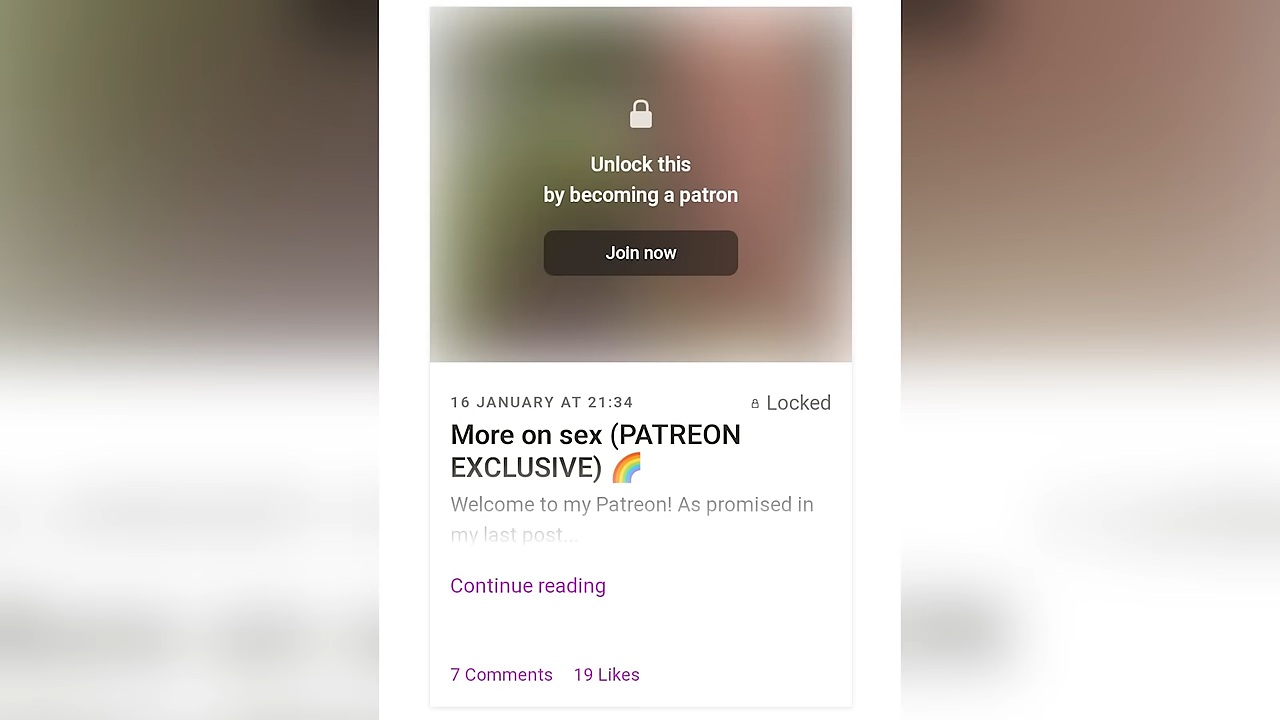 Unlock this
by becoming a patron
Join now
16 JANUARY AT 21:34
Locked
More on sex (PATREON
EXCLUSIVE) 🌈
Welcome to my Patreon! As promised in
my last post...
Continue reading
7 Comments 19 Likes